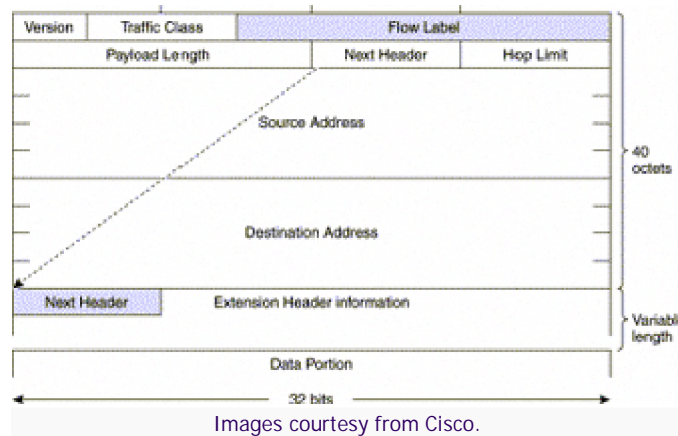 Version Traffic Class Flow Label
Payload Length Next Header Hop Limit
Source Address
40
octets
Destination Address
Next Header Extension Header information
Variabl
length
Data Portion
32 bits
Images courtesy from Cisco.